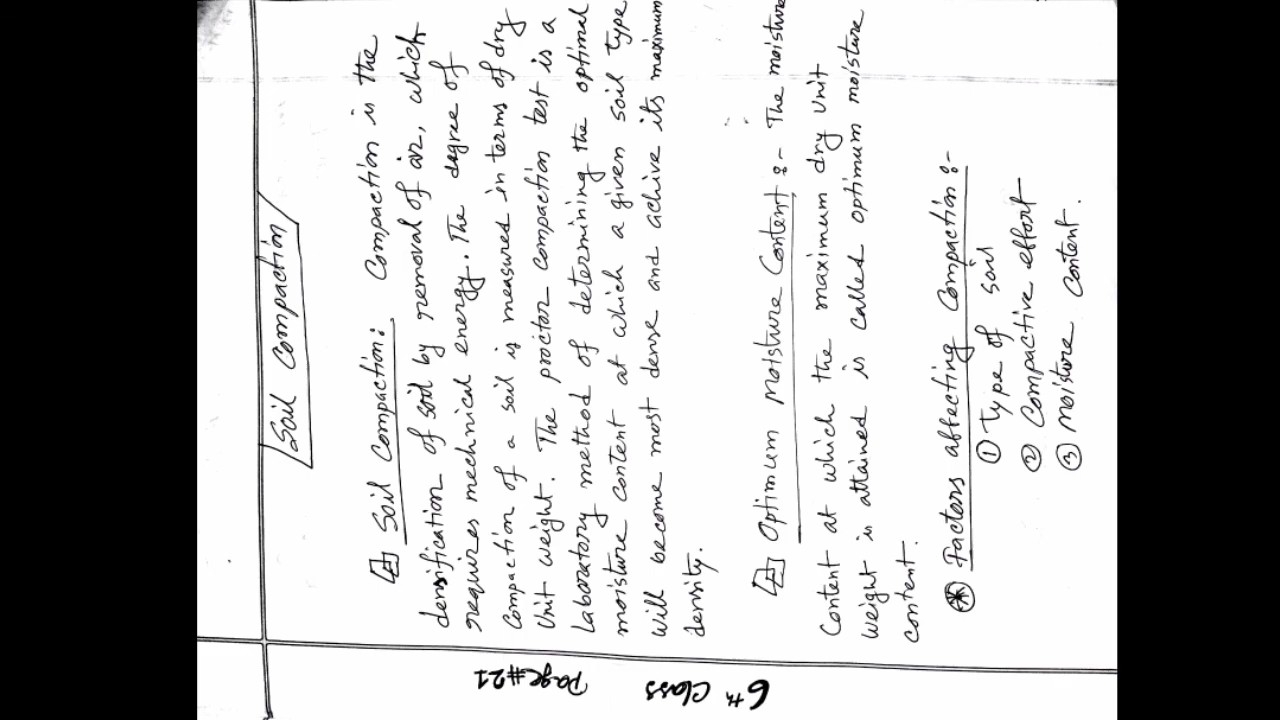 Soil Compaction
Soil Compaction: Compaction is the
densification of soil by removal of air, which
requires mechnical energy. The degree of
Compaction of a soil is measured in terms of dry
Unit weight. The proctor compaction test is a
Laboratory method of determining the optimal
moisture content at which a given soil type
will become most dense and achive its maximum
density.
Optimum Moisture Content:- The moisture
Content at which the maximum dry unit
weight is attained is called optimum moisture
content.
Factors affecting Compaction:-
① type of soil
② Compactive effort
③ Moisture content.
6th Class
Page #21